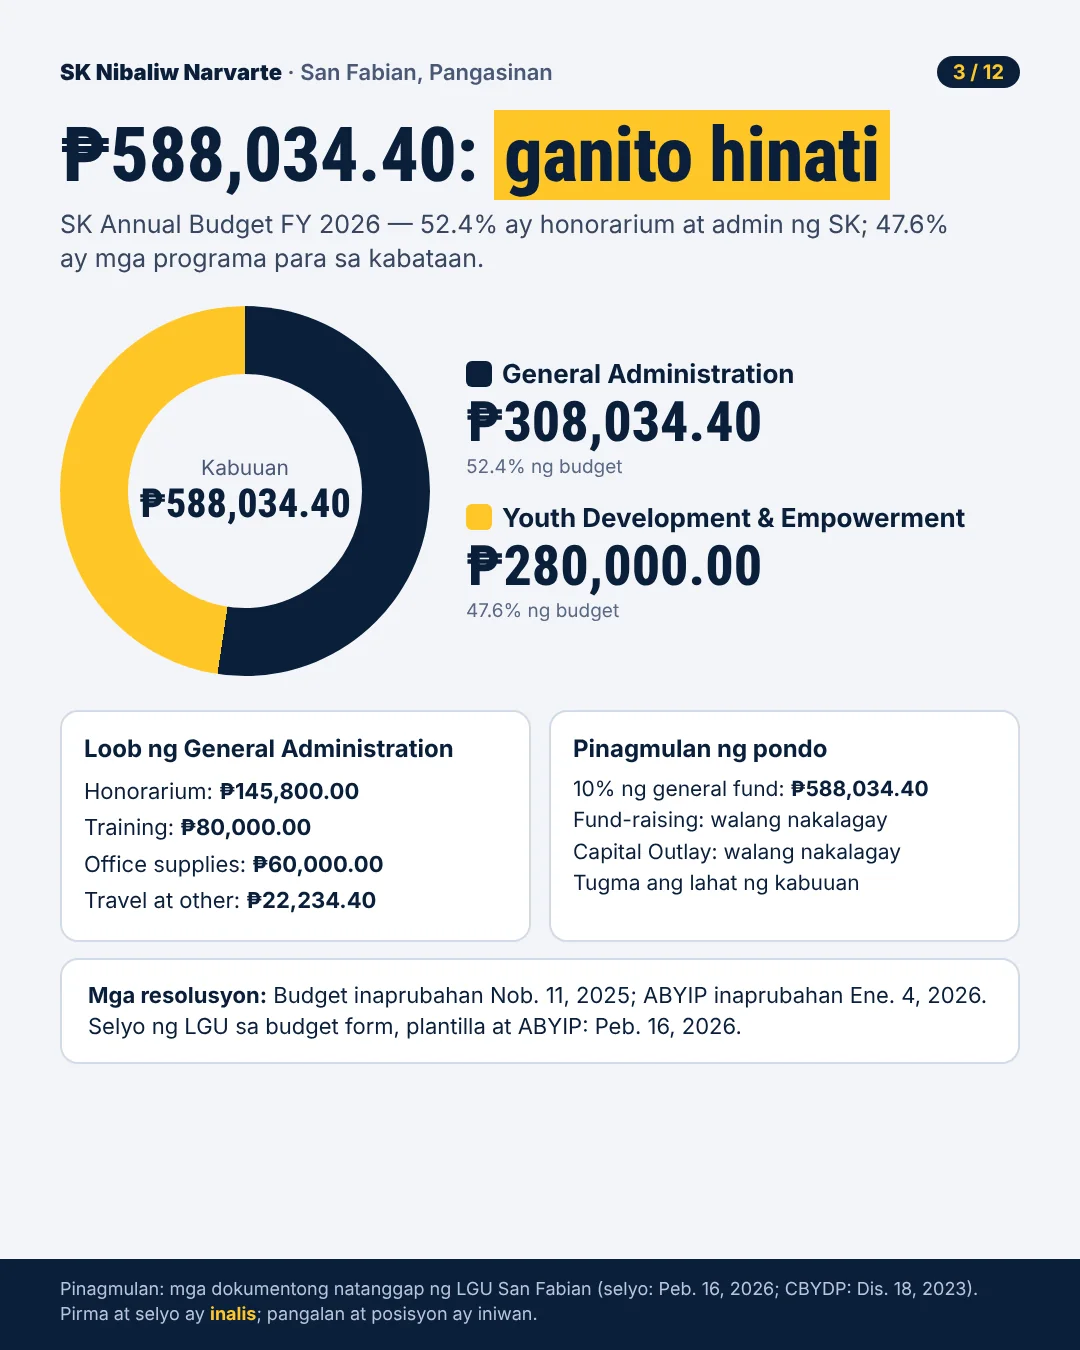 SK Nibaliw Narvarte · San Fabian, Pangasinan
3 / 12
₱588,034.40: ganito hinati
SK Annual Budget FY 2026 — 52.4% ay honorarium at admin ng SK; 47.6%
ay mga programa para sa kabataan.
Kabuuan
₱588,034.40
General Administration
₱308,034.40
52.4% ng budget
Youth Development & Empowerment
₱280,000.00
47.6% ng budget
Loob ng General Administration
Honorarium: ₱145,800.00
Training: ₱80,000.00
Office supplies: ₱60,000.00
Travel at other: ₱22,234.40
Pinagmulan ng pondo
10% ng general fund: ₱588,034.40
Fund-raising: walang nakalagay
Capital Outlay: walang nakalagay
Tugma ang lahat ng kabuuan
Mga resolusyon: Budget inaprubahan Nob. 11, 2025; ABYIP inaprubahan Ene. 4, 2026.
Selyo ng LGU sa budget form, plantilla at ABYIP: Peb. 16, 2026.
Pinagmulan: mga dokumentong natanggap ng LGU San Fabian (selyo: Peb. 16, 2026; CBYDP: Dis. 18, 2023).
Pirma at selyo ay inalis; pangalan at posisyon ay iniwan.